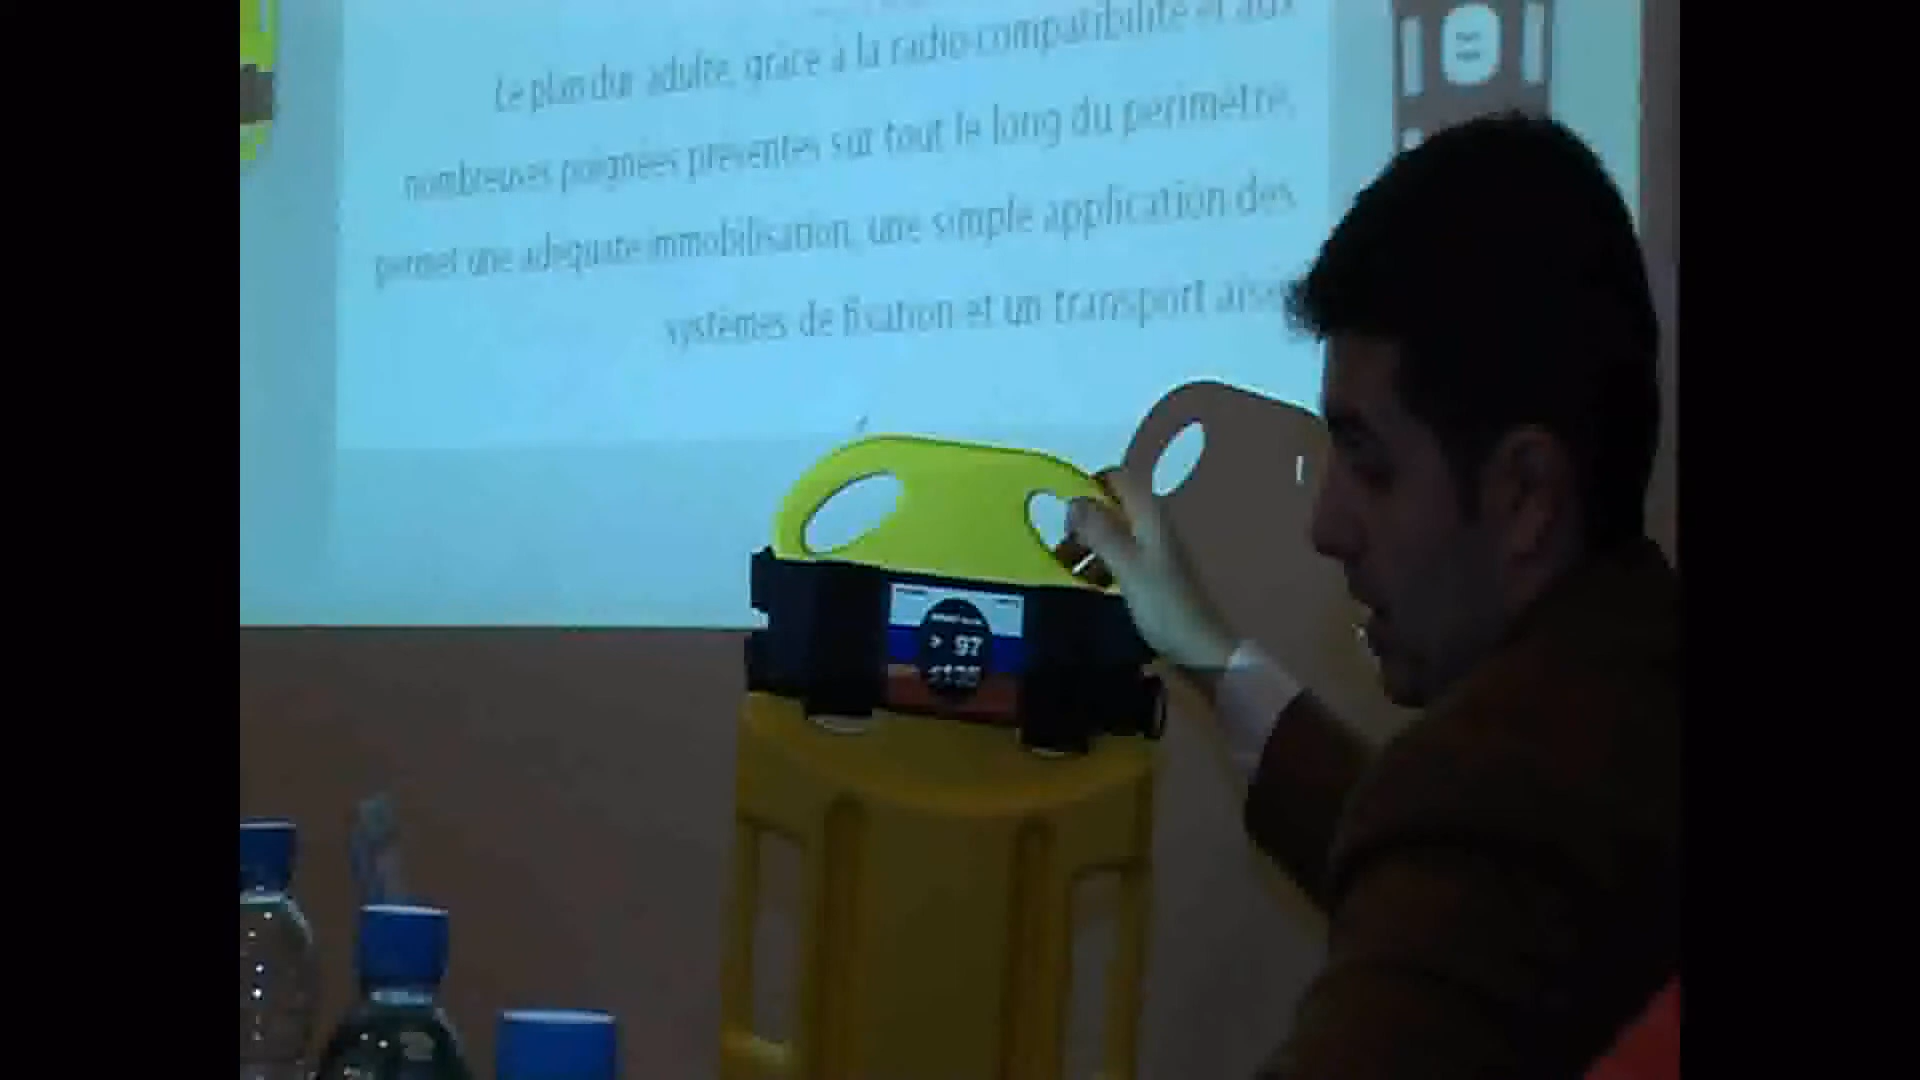 Le plan dur adulte, grâce à la radio-compatibilité et aux
nombreuses poignées présentes sur tout le long du périmètre,
permet une adéquate immobilisation, une simple application des
systèmes de fixation et un transport aisé
> 97